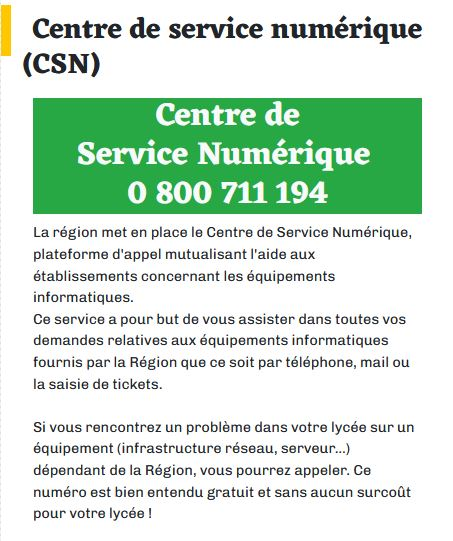 Centre de service numérique
(CSN)
Centre de
Service Numérique
0 800 711 194
La région met en place le Centre de Service Numérique,
plateforme d'appel mutualisant l'aide aux
établissements concernant les équipements
informatiques.
Ce service a pour but de vous assister dans toutes vos
demandes relatives aux équipements informatiques
fournis par la Région que ce soit par téléphone, mail ou
la saisie de tickets.
Si vous rencontrez un problème dans votre lycée sur un
équipement (infrastructure réseau, serveur...)
dépendant de la Région, vous pourrez appeler. Ce
numéro est bien entendu gratuit et sans aucun surcoût
pour votre lycée !